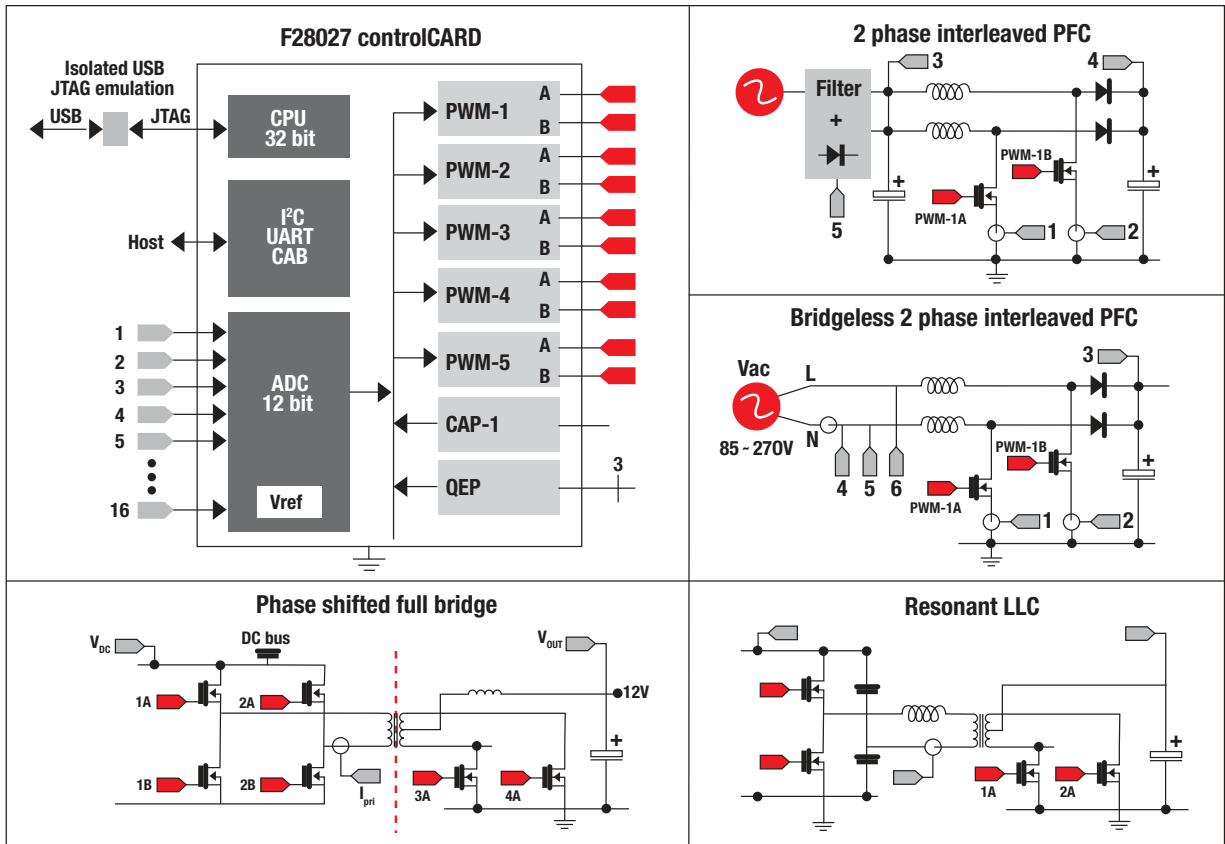 F28027 controlCARD
Isolated USB
JTAG emulation
USB
JTAG
CPU
32 bit
Host
I²C
UART
CAB
1
2
3
4
5
16
ADC
12 bit
Vref
PWM-1
A
B
PWM-2
A
B
PWM-3
A
B
PWM-4
A
B
PWM-5
A
B
CAP-1
QEP
3
2 phase interleaved PFC
3
4
Filter
+
5
+
PWM-1A
PWM-1B
1
2
+
Bridgeless 2 phase interleaved PFC
Vac
L
N
85 ~ 270V
3
4
5
6
PWM-1A
PWM-1B
1
2
+
Phase shifted full bridge
VDC
DC bus
VOUT
12V
1A
2A
1B
2B
Ipri
3A
4A
+
Resonant LLC
1A
2A
+